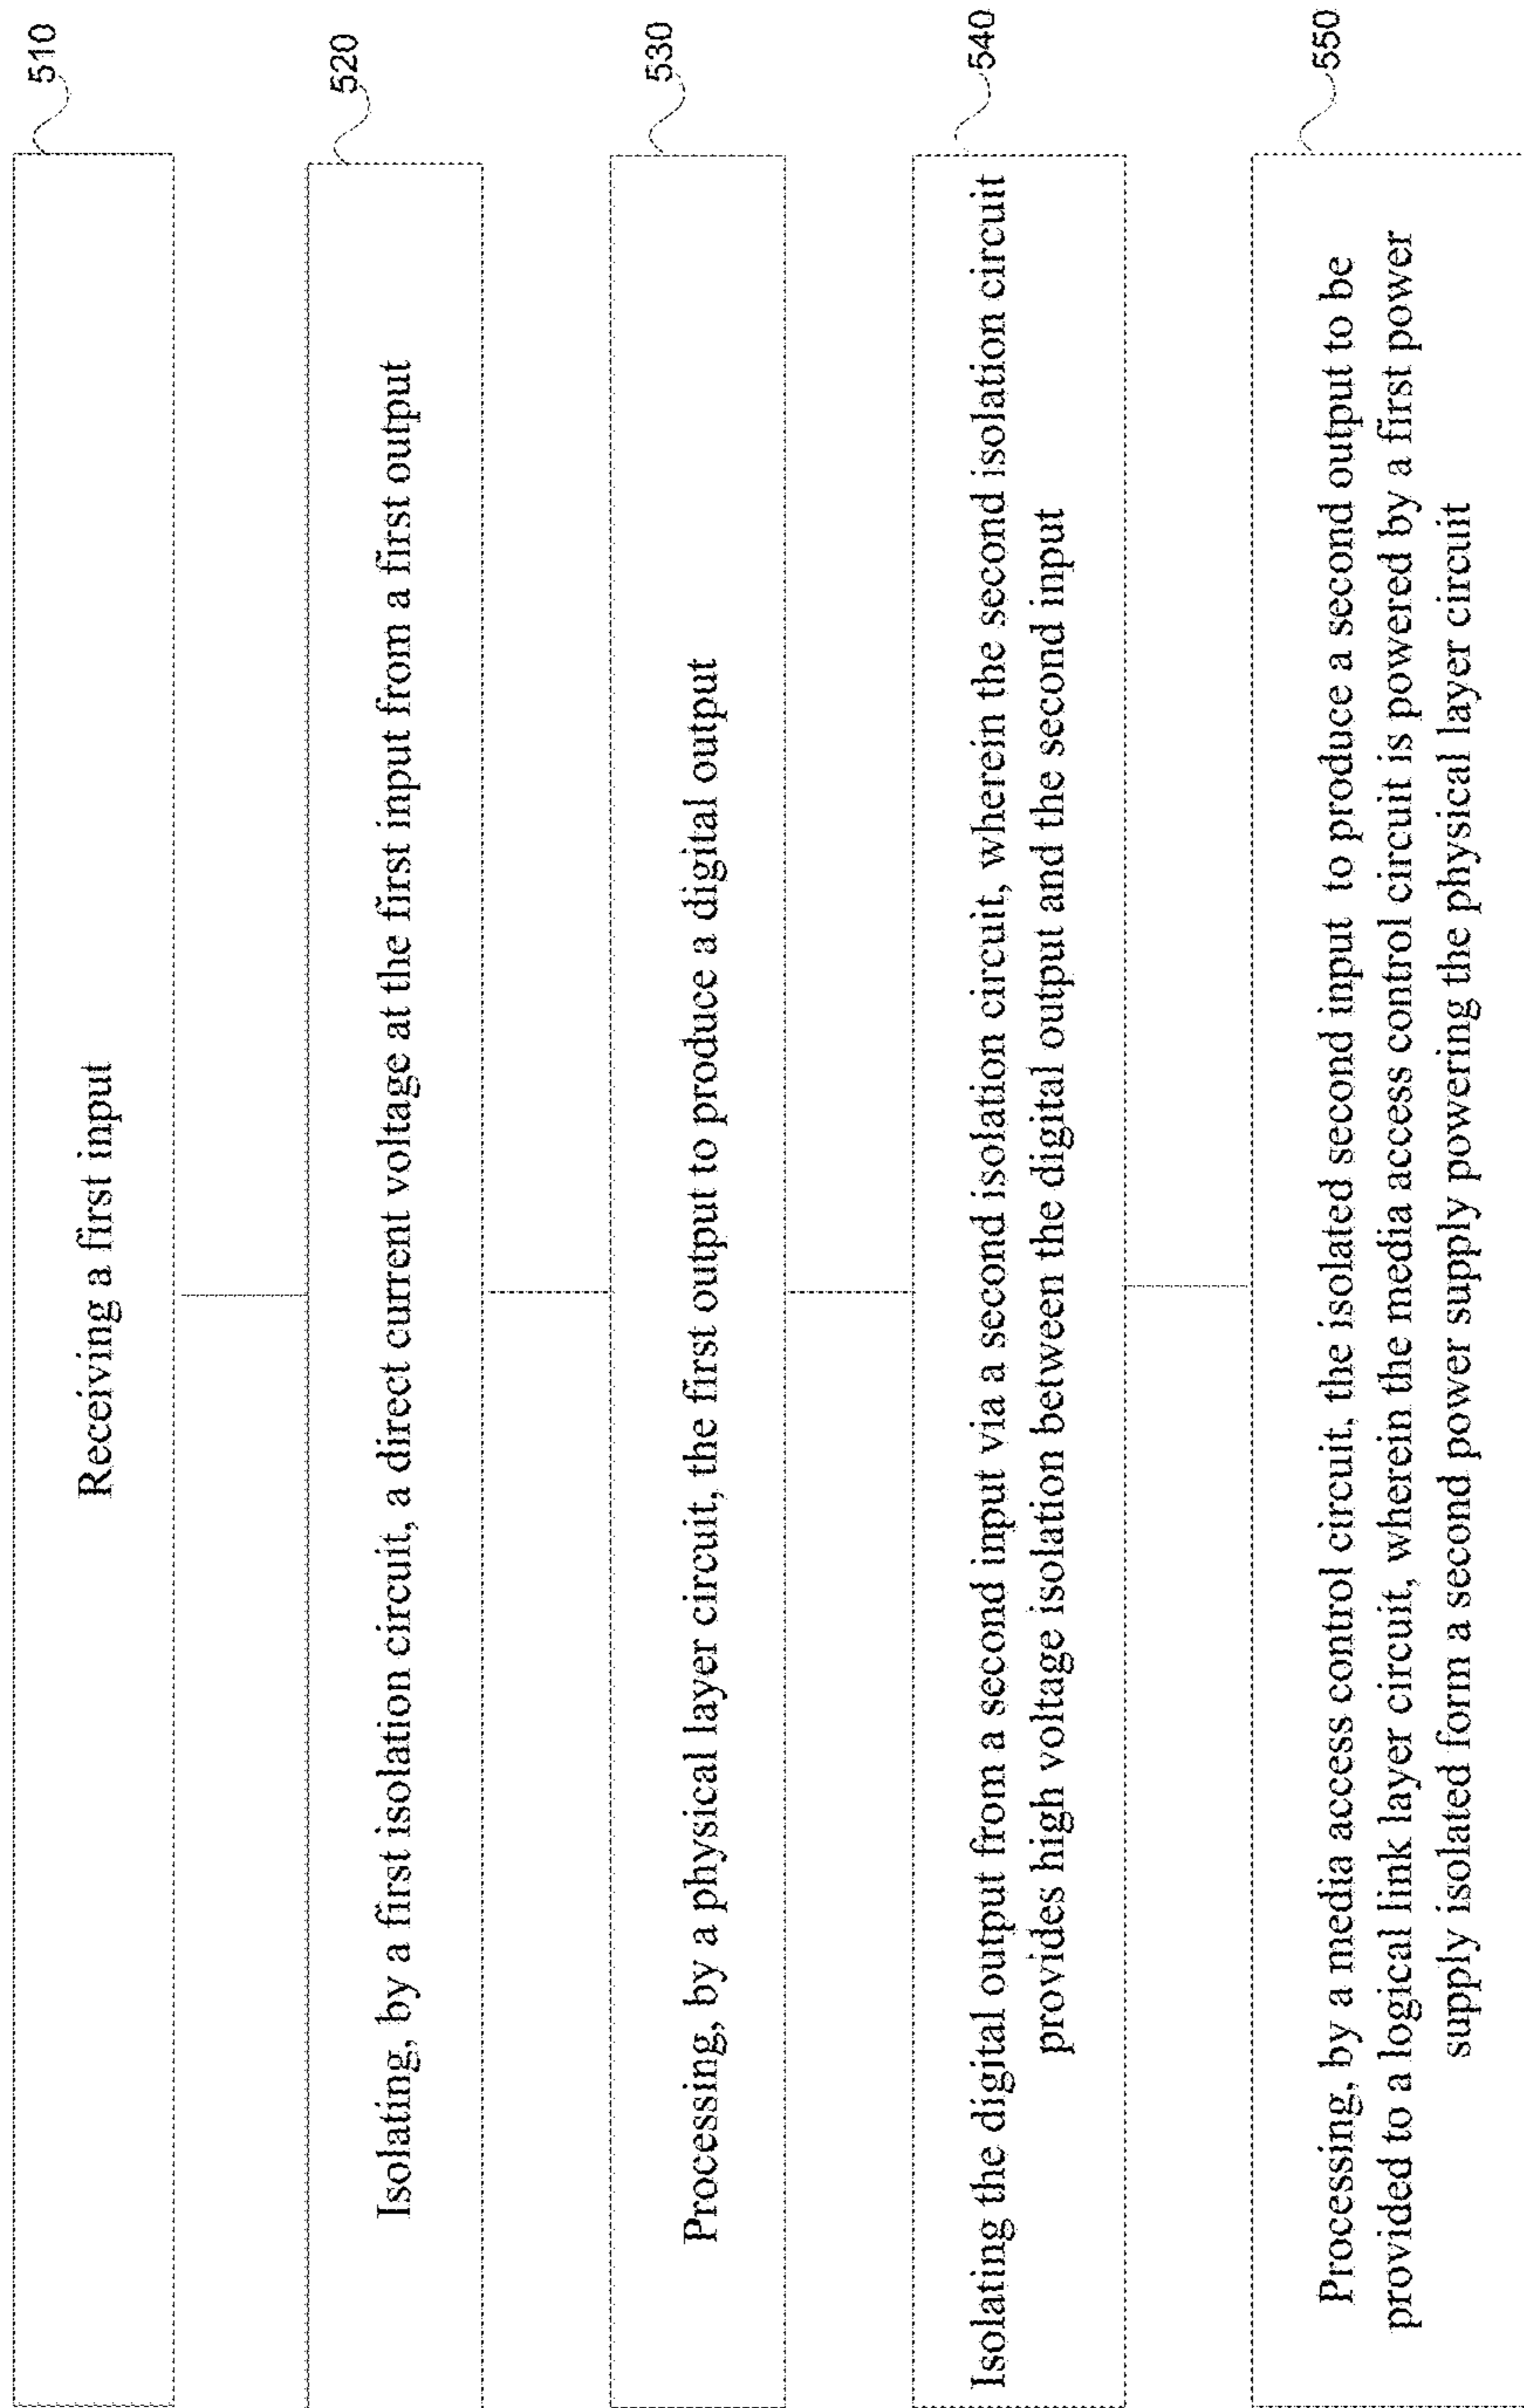 510
Receiving a first input
520
Isolating, by a first isolation circuit, a direct current voltage at the first input from a first output
530
Processing, by a physical layer circuit, the first output to produce a digital output
540
Isolating the digital output from a second input via a second isolation circuit, wherein the second isolation circuit
provides high voltage isolation between the digital output and the second input
550
Processing, by a media access control circuit, the isolated second input to produce a second output to be
provided to a logical link layer circuit, wherein the media access control circuit is powered by a first power
supply isolated form a second power supply powering the physical layer circuit